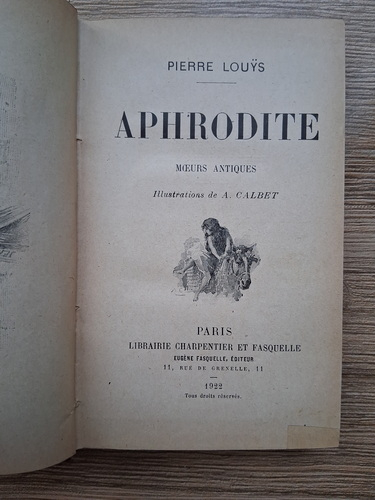 PIERRE LOUŸS
APHRODITE
MŒURS ANTIQUES
Illustrations de A. CALBET
PARIS
LIBRAIRIE CHARPENTIER ET FASQUELLE
EUGÈNE FASQUELLE, ÉDITEUR
11, RUE DE GRENELLE, 11
1922
Tous droits réservés.